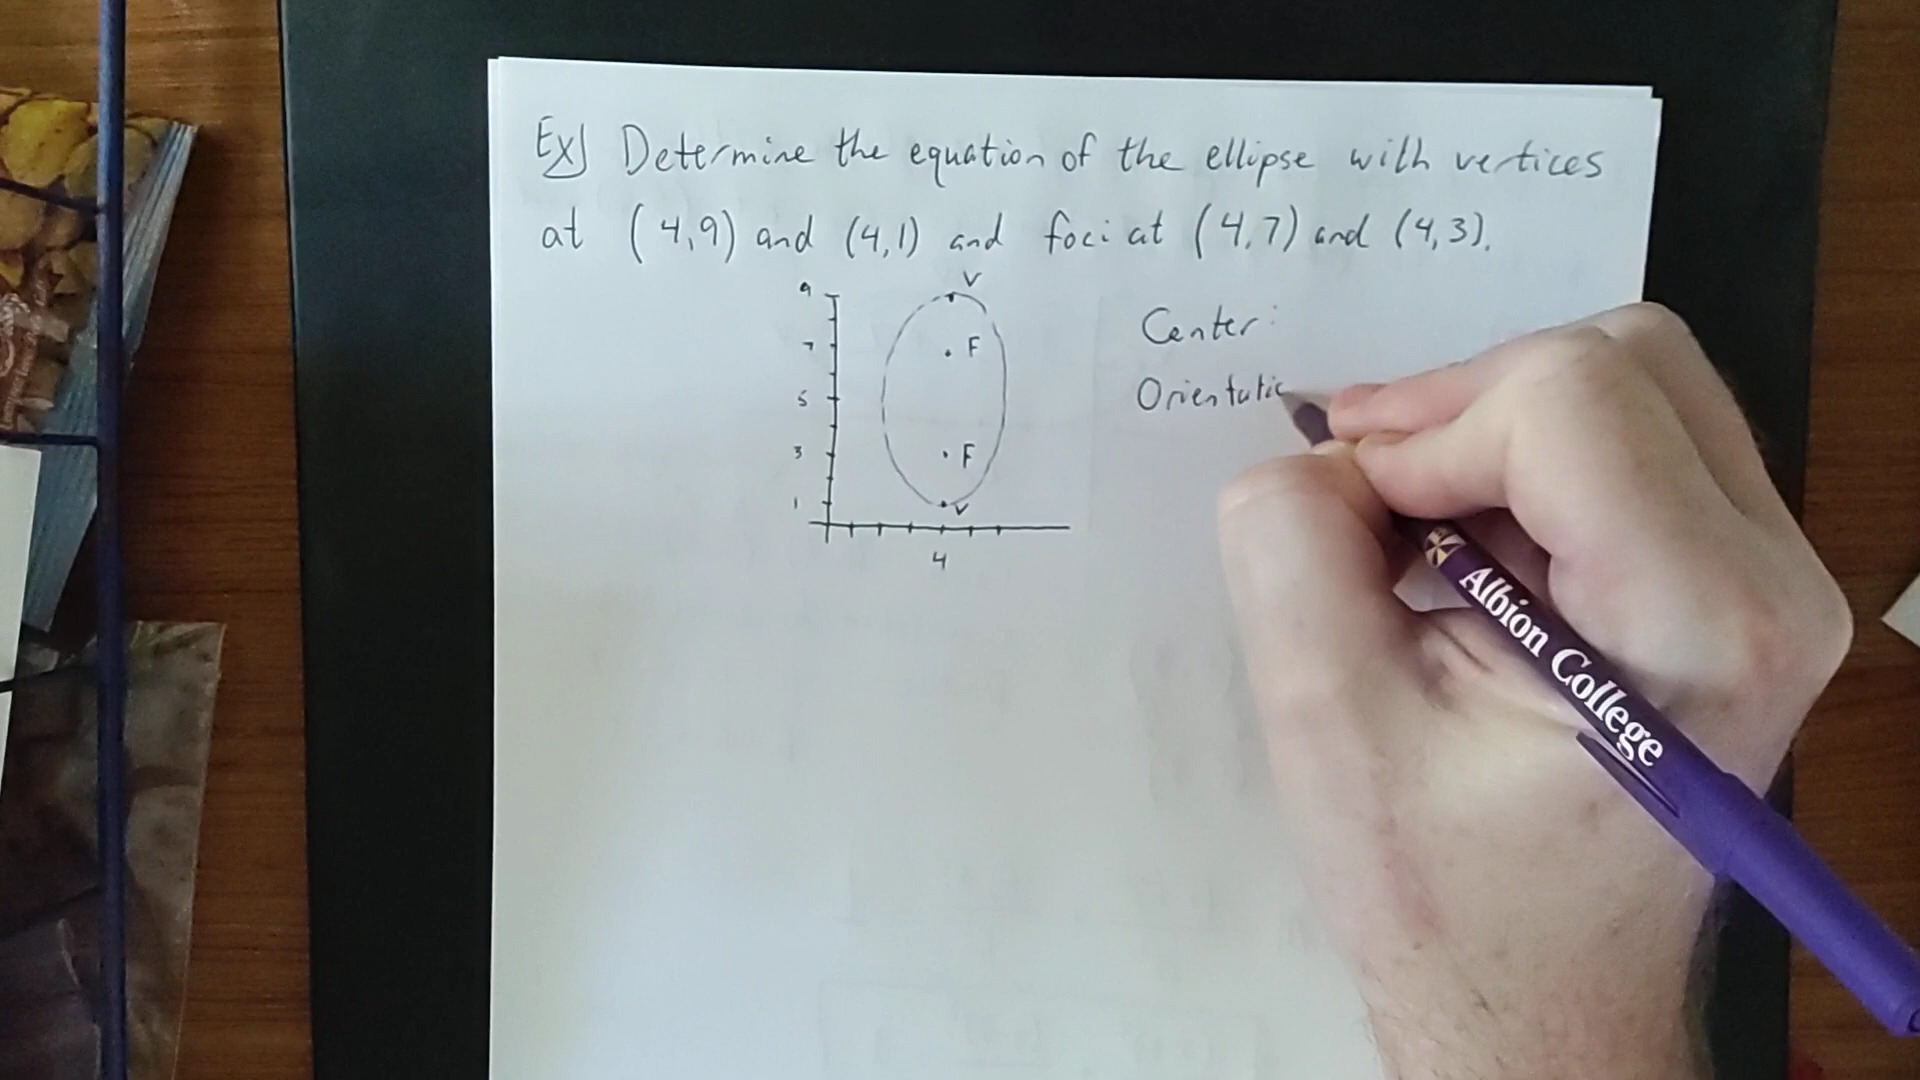 Ex) Determine the equation of the ellipse with vertices
at (4,9) and (4,1) and foci at (4,7) and (4,3).
9
7
5
3
1
4
V
F
F
V
Center:
Orientatio
Albion College